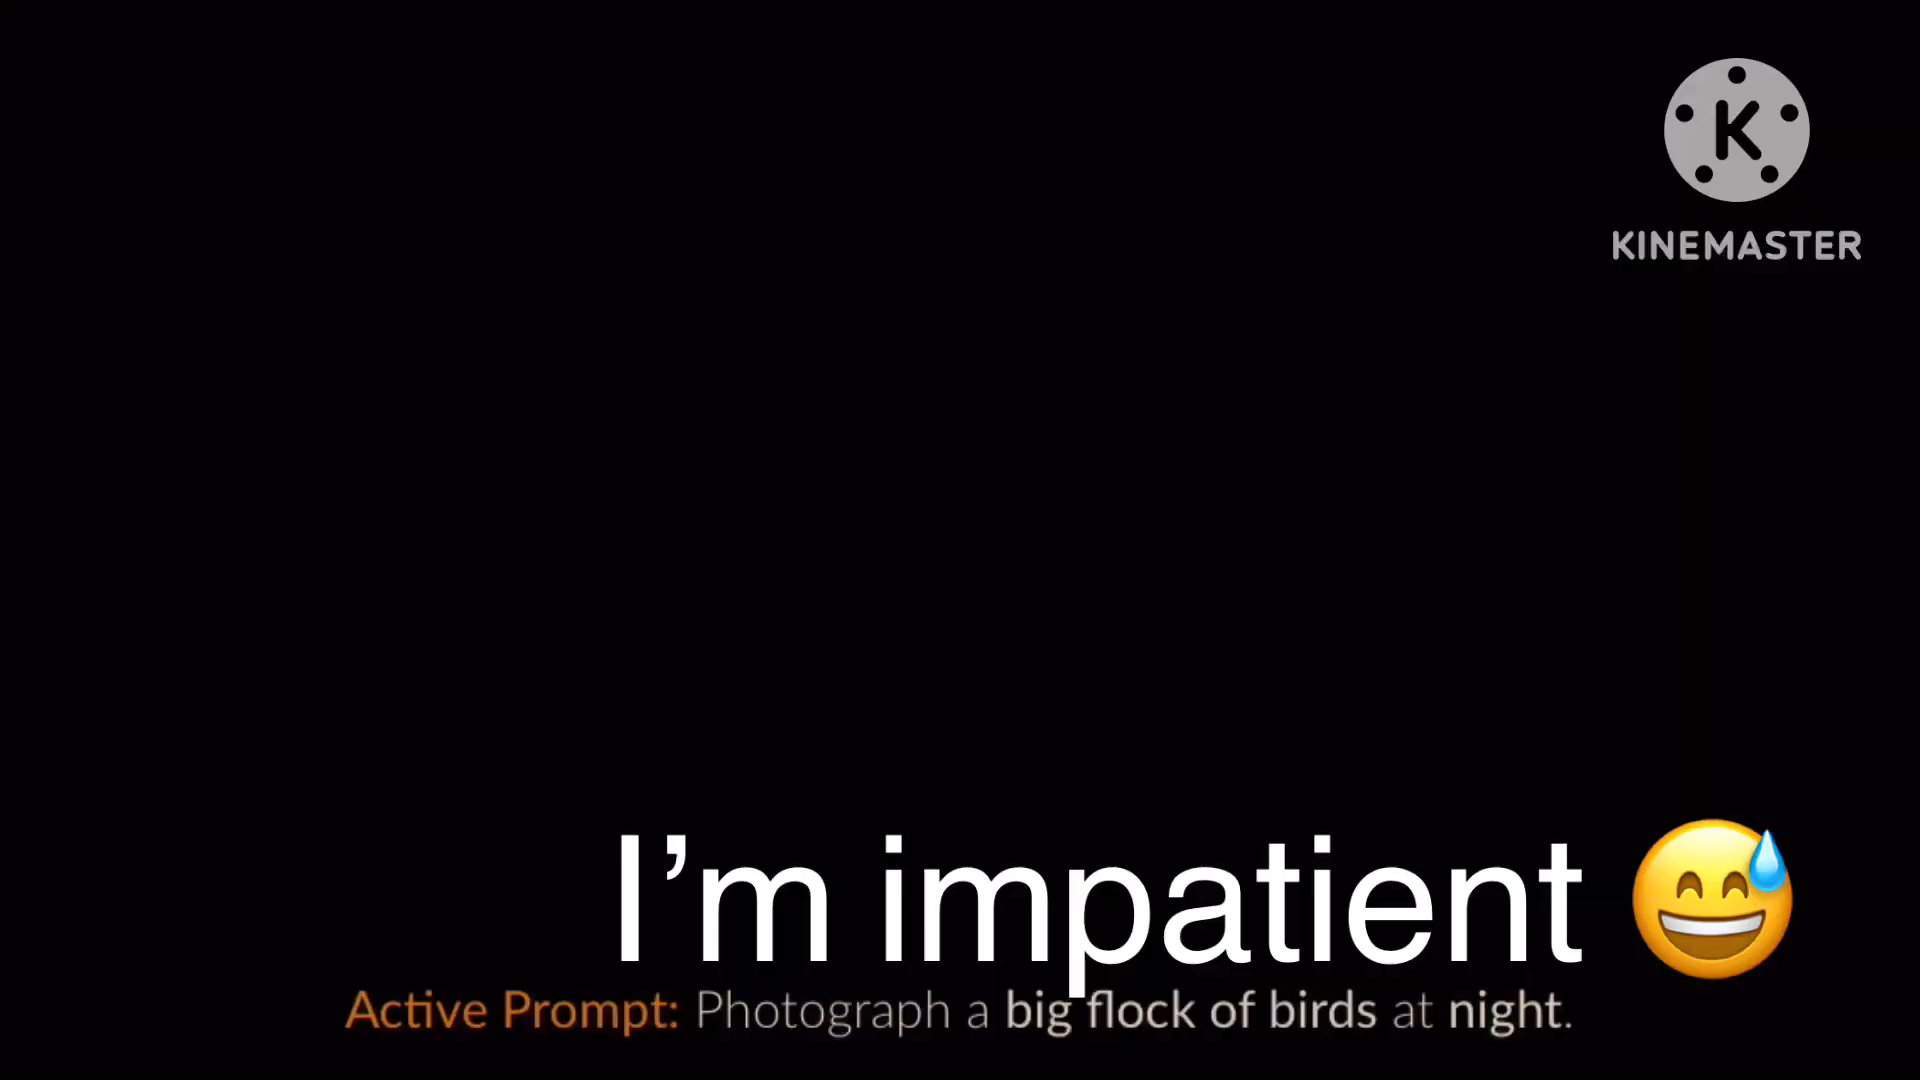 K
KINEMASTER
I’m impatient 😅
Active Prompt: Photograph a big flock of birds at night.